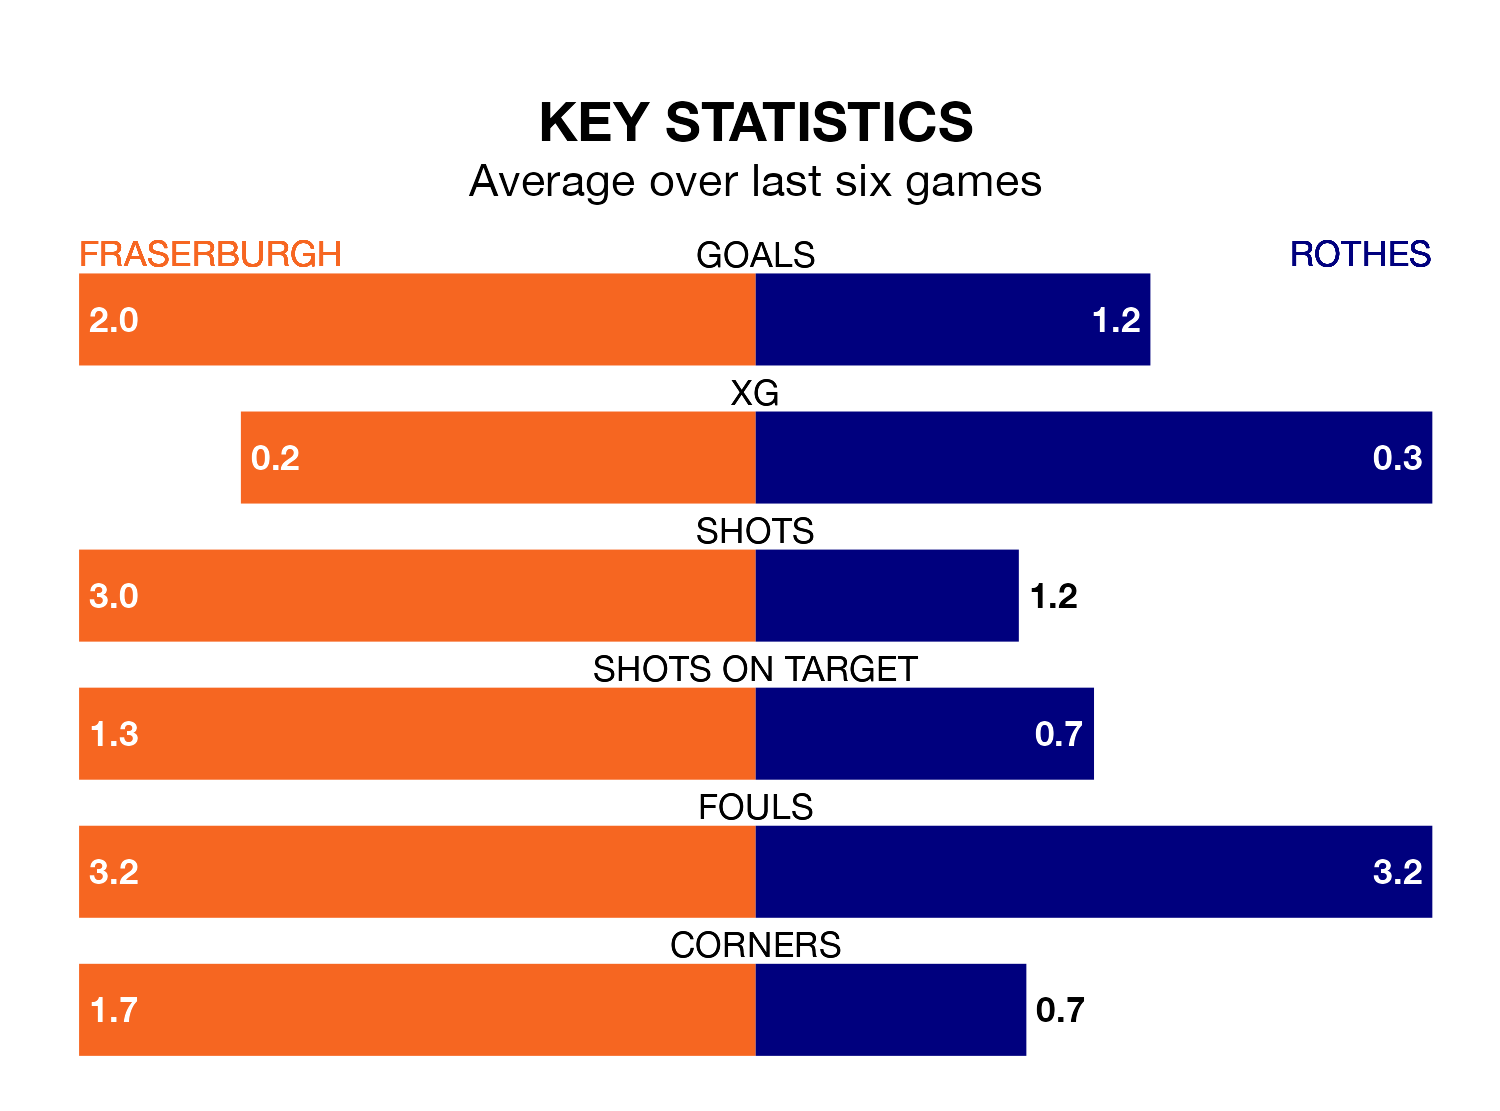 KEY STATISTICS
Average over last six games
FRASERBURGH GOALS ROTHES
2.0 1.2
XG
0.2 0.3
SHOTS
3.0 1.2
SHOTS ON TARGET
1.3 0.7
FOULS
3.2 3.2
CORNERS
1.7 0.7